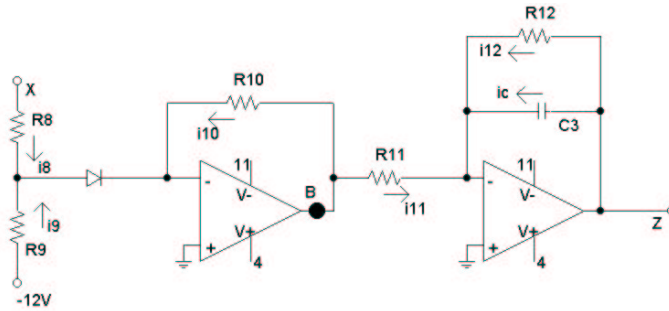 R12
i12
X
R10
ic
R8
i10
C3
R11
i8
-
11
V-
B
-
11
V-
i9
i11
R9
+
V+
4
+
V+
4
Z
-12V